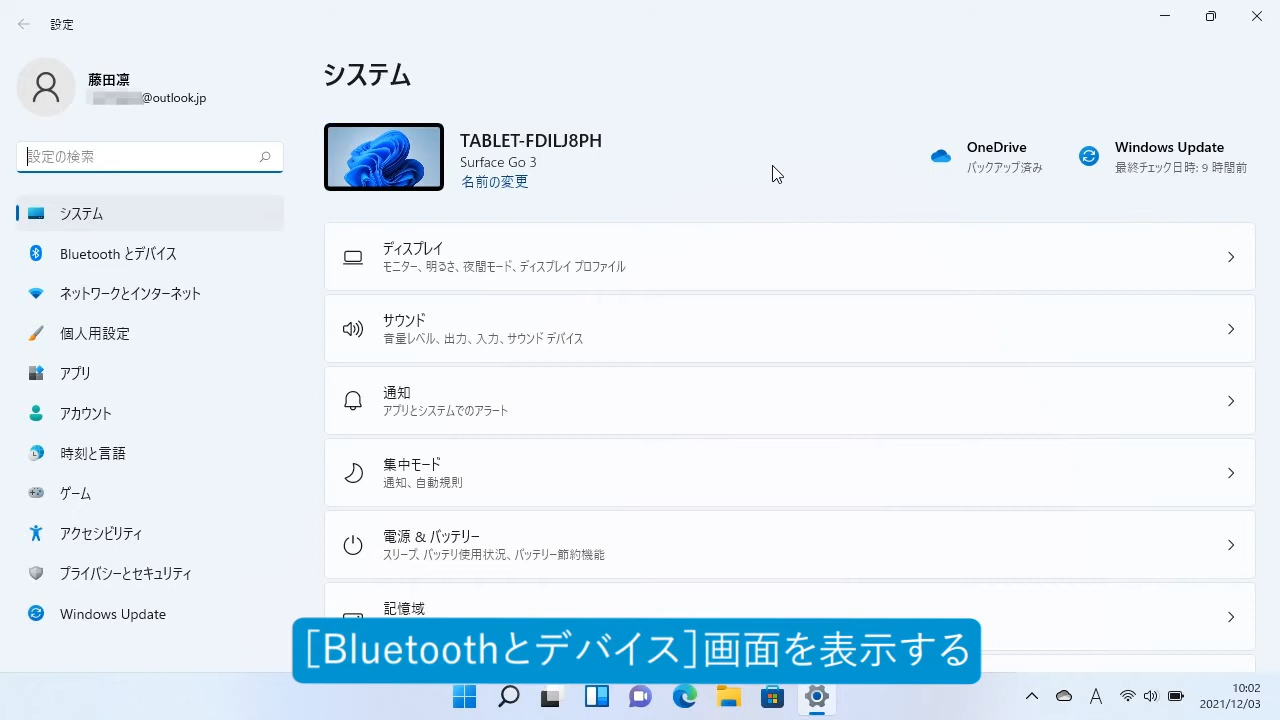 設定
藤田凛
@outlook.jp
設定の検索
システム
Bluetooth とデバイス
ネットワークとインターネット
個人用設定
アプリ
アカウント
時刻と言語
ゲーム
アクセシビリティ
プライバシーとセキュリティ
Windows Update
システム
TABLET-FDILJ8PH
Surface Go 3
名前の変更
OneDrive
バックアップ済み
Windows Update
最終チェック日時: 9 時間前
ディスプレイ
モニター、明るさ、夜間モード、ディスプレイ プロファイル
サウンド
音量レベル、出力、入力、サウンド デバイス
通知
アプリとシステムでのアラート
集中モード
通知、自動規則
電源 & バッテリー
スリープ、バッテリ使用状況、バッテリー節約機能
記憶域
[Bluetoothとデバイス]画面を表示する
A
10:02
2021/12/03